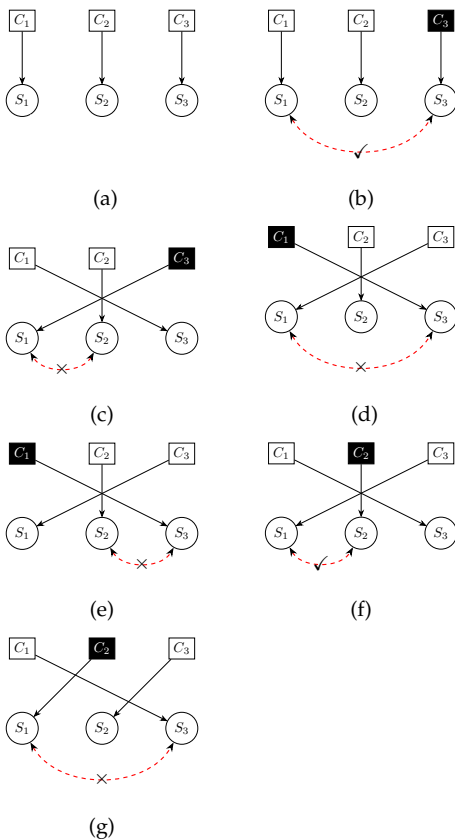 C₁ C₂ C₃ C₁ C₂ C₃
S₁ S₂ S₃ S₁ S₂ S₃
✓
(a) (b)
C₁ C₂ C₃ C₁ C₂ C₃
S₁ S₂ S₃ S₁ S₂ S₃
× ×
(c) (d)
C₁ C₂ C₃ C₁ C₂ C₃
S₁ S₂ S₃ S₁ S₂ S₃
× ✓
(e) (f)
C₁ C₂ C₃
S₁ S₂ S₃
×
(g)